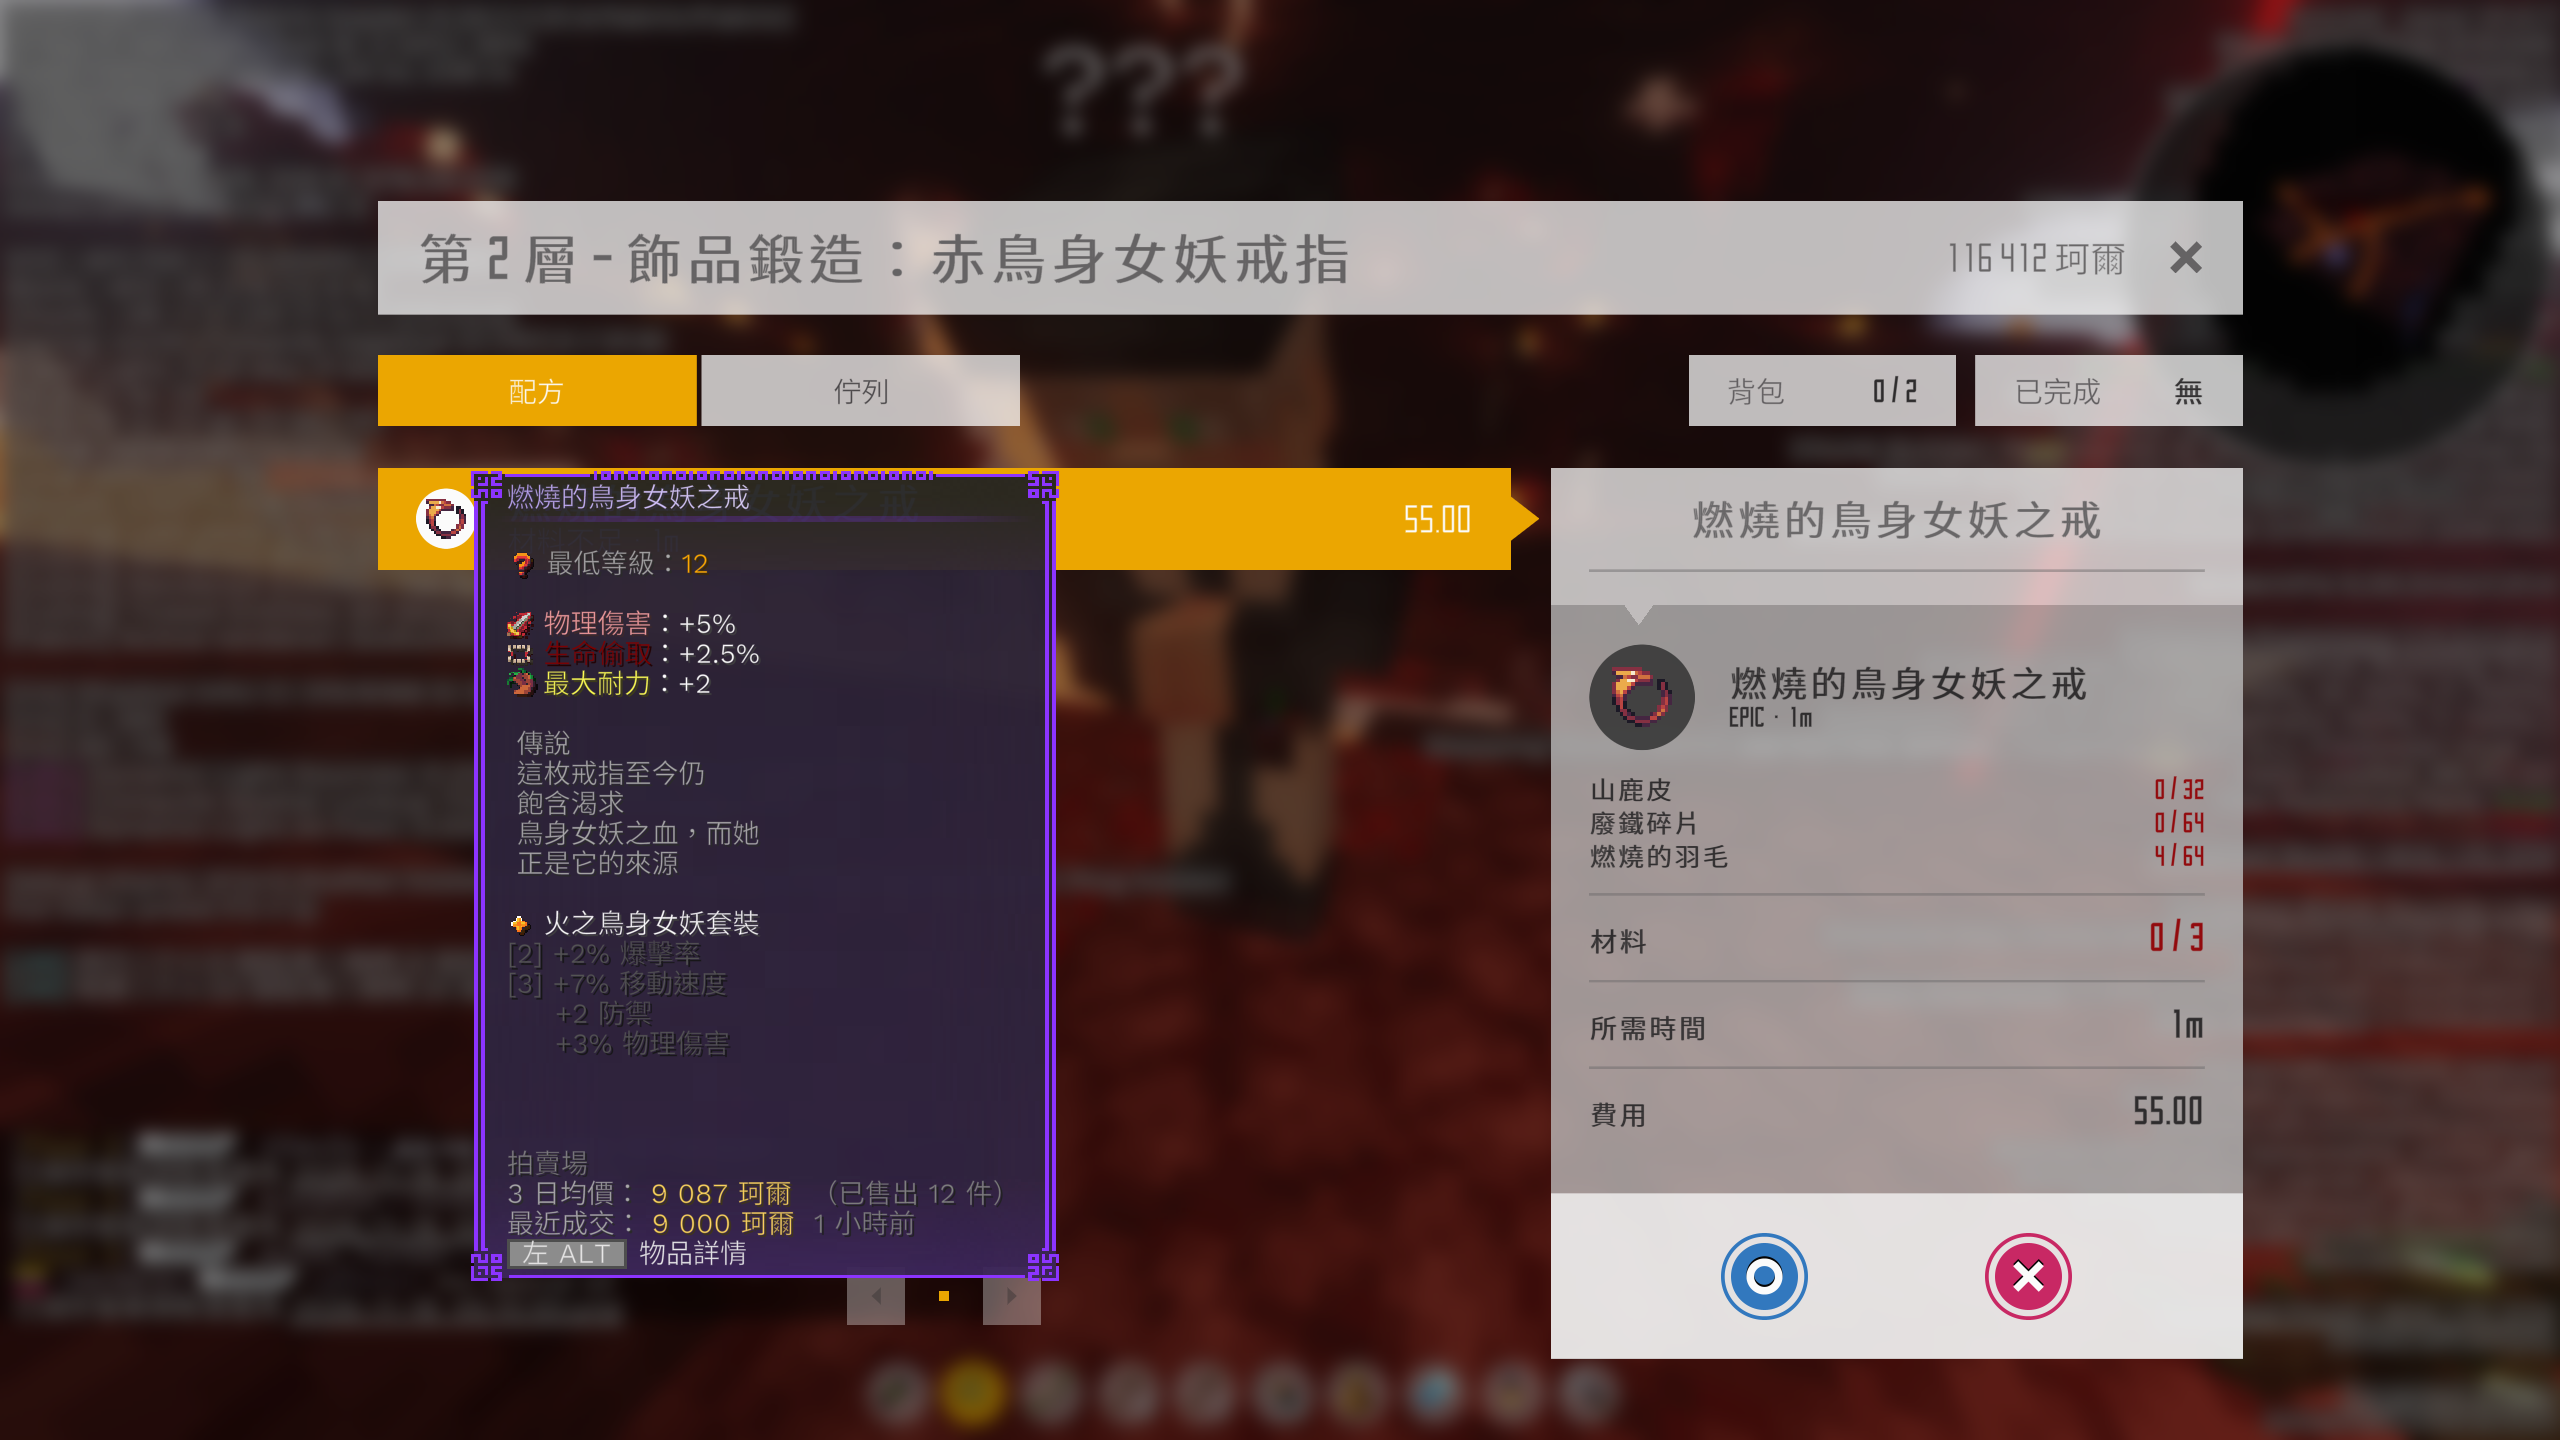 ???
第2層-飾品鍛造：赤鳥身女妖戒指
116 412 珂爾
配方
佇列
背包 0/2
已完成 無
55.00
燃燒的鳥身女妖之戒
最低等級：12
物理傷害：+5%
生命偷取：+2.5%
最大耐力：+2
傳說
這枚戒指至今仍
飽含渴求
鳥身女妖之血，而她
正是它的來源
火之鳥身女妖套裝
[2] +2% 爆擊率
[3] +7% 移動速度
+2 防禦
+3% 物理傷害
拍賣場
3 日均價： 9 087 珂爾 （已售出 12 件）
最近成交： 9 000 珂爾 1 小時前
左 ALT 物品詳情
燃燒的鳥身女妖之戒
燃燒的鳥身女妖之戒
EPIC · 1m
山鹿皮 0/32
廢鐵碎片 0/64
燃燒的羽毛 4/64
材料 0/3
所需時間 1m
費用 55.00